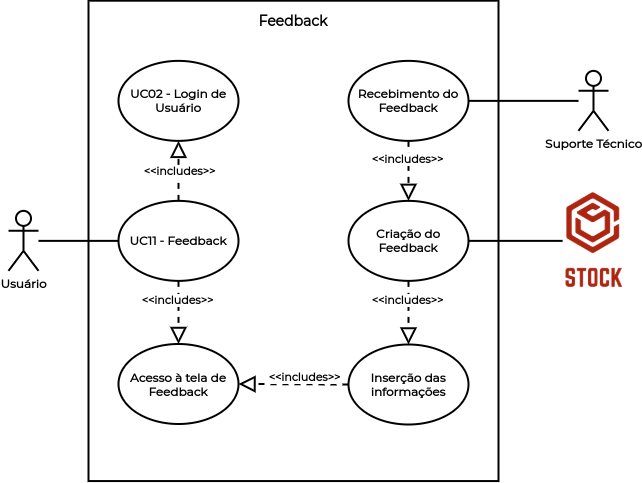 Feedback
UC02 - Login de
Usuário
Recebimento do
Feedback
Suporte Técnico
<<includes>>
<<includes>>
UC11 - Feedback
Criação do
Feedback
Usuário
STOCK
<<includes>>
<<includes>>
Acesso à tela de
Feedback
<<includes>>
Inserção das
informações